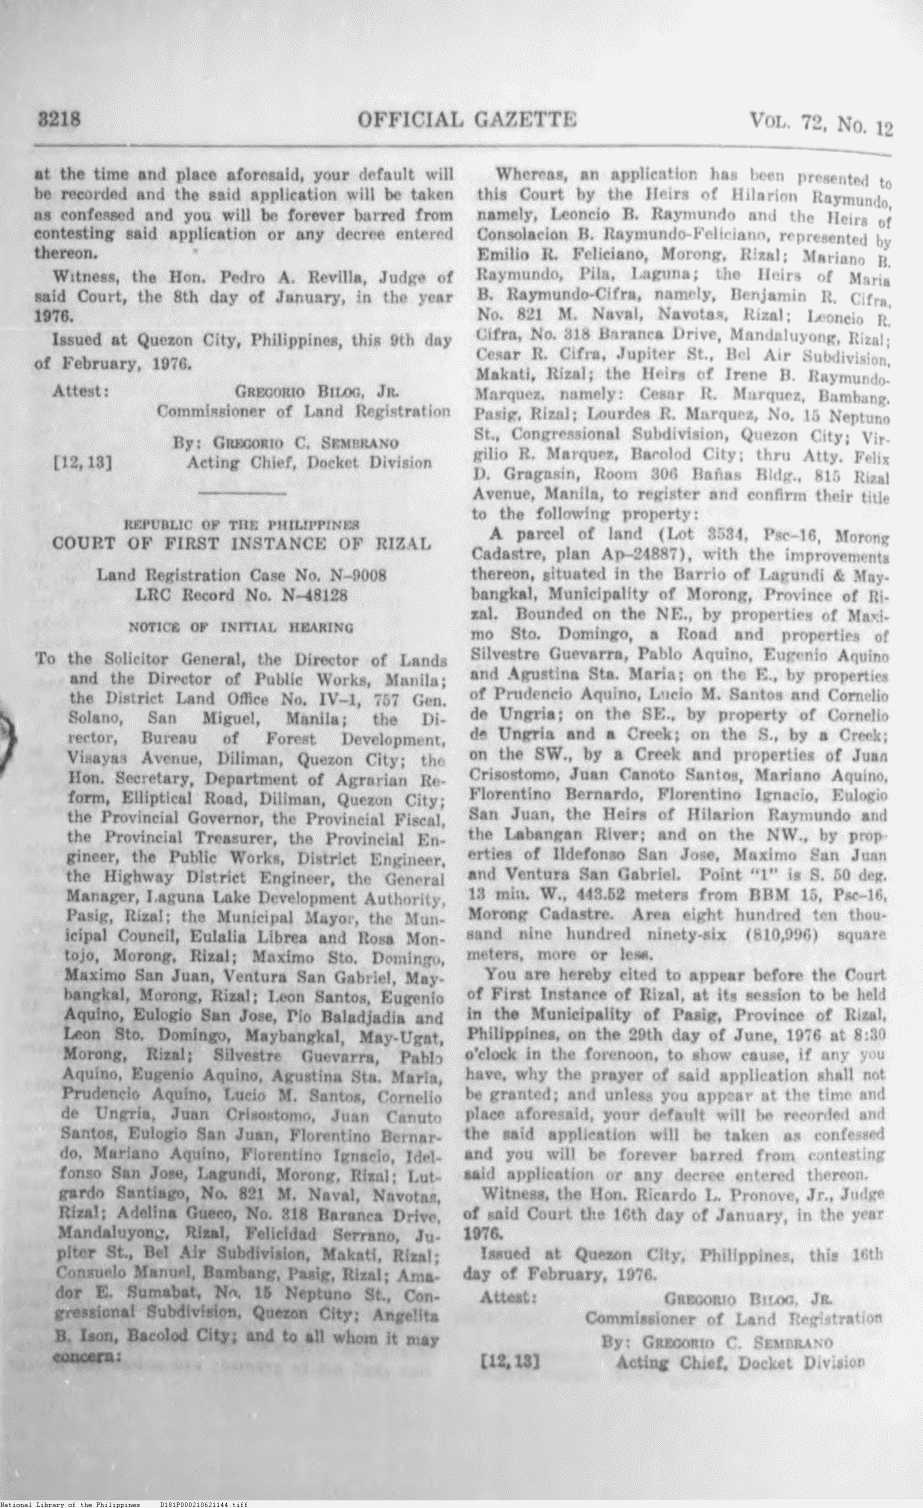 3218 OFFICIAL GAZETTE VOL. 72, No. 12
at the time and place aforesaid, your default will
be recorded and the said application will be taken
as confessed and you will be forever barred from
contesting said application or any decree entered
thereon.
Witness, the Hon. Pedro A. Revilla, Judge of
said Court, the 8th day of January, in the year
1976.
Issued at Quezon City, Philippines, this 9th day
of February, 1976.
Attest: GREGORIO BILOG, JR.
Commissioner of Land Registration
By: GREGORIO C. SEMBRANO
[12,13] Acting Chief, Docket Division
REPUBLIC OF THE PHILIPPINES
COURT OF FIRST INSTANCE OF RIZAL
Land Registration Case No. N-9008
LRC Record No. N-48128
NOTICE OF INITIAL HEARING
To the Solicitor General, the Director of Lands
and the Director of Public Works, Manila;
the District Land Office No. IV-1, 757 Gen.
Solano, San Miguel, Manila; the Di-
rector, Bureau of Forest Development,
Visayas Avenue, Diliman, Quezon City; the
Hon. Secretary, Department of Agrarian Re-
form, Elliptical Road, Diliman, Quezon City;
the Provincial Governor, the Provincial Fiscal,
the Provincial Treasurer, the Provincial En-
gineer, the Public Works, District Engineer,
the Highway District Engineer, the General
Manager, Laguna Lake Development Authority,
Pasig, Rizal; the Municipal Mayor, the Mun-
icipal Council, Eulalia Librea and Rosa Mon-
tojo, Morong, Rizal; Maximo Sto. Domingo,
Maximo San Juan, Ventura San Gabriel, May-
bangkal, Morong, Rizal; Leon Santos, Eugenio
Aquino, Eulogio San Jose, Pio Baladjadia and
Leon Sto. Domingo, Maybangkal, May-Ugat,
Morong, Rizal; Silvestre Guevarra, Pablo
Aquino, Eugenio Aquino, Agustina Sta. Maria,
Prudencio Aquino, Lucio M. Santos, Cornelio
de Ungria, Juan Crisostomo, Juan Canuto
Santos, Eulogio San Juan, Florentino Bernar-
do, Mariano Aquino, Florentino Ignacio, Idel-
fonso San Jose, Lagundi, Morong, Rizal; Lut-
gardo Santiago, No. 821 M. Naval, Navotas,
Rizal; Adelina Gueco, No. 318 Baranca Drive,
Mandaluyong, Rizal, Felicidad Serrano, Ju-
piter St., Bel Air Subdivision, Makati, Rizal;
Consuelo Manuel, Bambang, Pasig, Rizal; Ama-
dor E. Sumabat, No. 15 Neptuno St., Con-
gressional Subdivision, Quezon City; Angelita
B. Ison, Bacolod City; and to all whom it may
concern:
Whereas, an application has been presented to
this Court by the Heirs of Hilarion Raymundo,
namely, Leoncio B. Raymundo and the Heirs of
Consolacion B. Raymundo-Feliciano, represented by
Emilio R. Feliciano, Morong, Rizal; Mariano B.
Raymundo, Pila, Laguna; the Heirs of Maria
B. Raymundo-Cifra, namely, Benjamin R. Cifra,
No. 821 M. Naval, Navotas, Rizal; Leoncio R.
Cifra, No. 318 Baranca Drive, Mandaluyong, Rizal;
Cesar R. Cifra, Jupiter St., Bel Air Subdivision,
Makati, Rizal; the Heirs of Irene B. Raymundo-
Marquez, namely: Cesar R. Marquez, Bambang,
Pasig, Rizal; Lourdes R. Marquez, No. 15 Neptuno
St., Congressional Subdivision, Quezon City; Vir-
gilio R. Marquez, Bacolod City; thru Atty. Felix
D. Gragasin, Room 306 Bañas Bldg., 815 Rizal
Avenue, Manila, to register and confirm their title
to the following property:
A parcel of land (Lot 3534, Psc-16, Morong
Cadastre, plan Ap-24887), with the improvements
thereon, situated in the Barrio of Lagundi & May-
bangkal, Municipality of Morong, Province of Ri-
zal. Bounded on the NE., by properties of Maxi-
mo Sto. Domingo, a Road and properties of
Silvestre Guevarra, Pablo Aquino, Eugenio Aquino
and Agustina Sta. Maria; on the E., by properties
of Prudencio Aquino, Lucio M. Santos and Cornelio
de Ungria; on the SE., by property of Cornelio
de Ungria and a Creek; on the S., by a Creek;
on the SW., by a Creek and properties of Juan
Crisostomo, Juan Canoto Santos, Mariano Aquino,
Florentino Bernardo, Florentino Ignacio, Eulogio
San Juan, the Heirs of Hilarion Raymundo and
the Labangan River; and on the NW., by prop-
erties of Ildefonso San Jose, Maximo San Juan
and Ventura San Gabriel. Point "1" is S. 50 deg.
13 min. W., 443.52 meters from BBM 15, Psc-16,
Morong Cadastre. Area eight hundred ten thou-
sand nine hundred ninety-six (810,996) square
meters, more or less.
You are hereby cited to appear before the Court
of First Instance of Rizal, at its session to be held
in the Municipality of Pasig, Province of Rizal,
Philippines, on the 29th day of June, 1976 at 8:30
o'clock in the forenoon, to show cause, if any you
have, why the prayer of said application shall not
be granted; and unless you appear at the time and
place aforesaid, your default will be recorded and
the said application will be taken as confessed
and you will be forever barred from contesting
said application or any decree entered thereon.
Witness, the Hon. Ricardo L. Pronove, Jr., Judge
of said Court the 16th day of January, in the year
1976.
Issued at Quezon City, Philippines, this 16th
day of February, 1976.
Attest: GREGORIO BILOG, JR.
Commissioner of Land Registration
By: GREGORIO C. SEMBRANO
[12,13] Acting Chief, Docket Division
National Library of the Philippines D181P000210621144.tiff